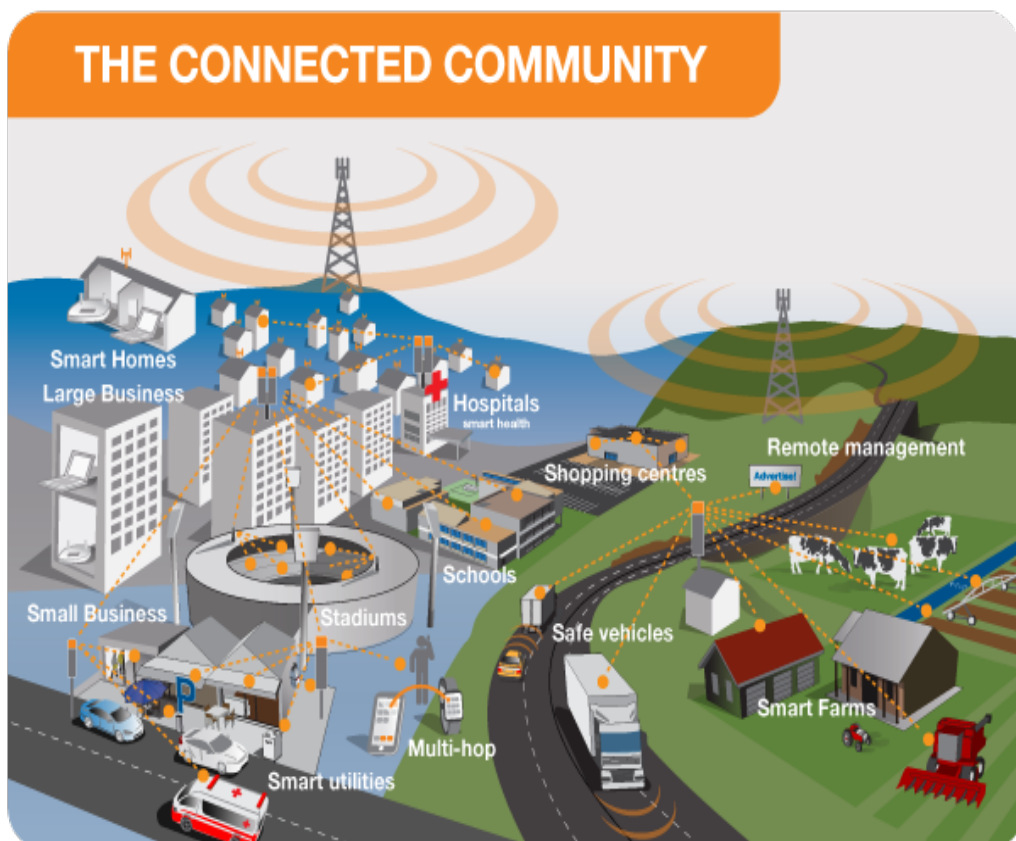 THE CONNECTED COMMUNITY
Smart Homes
Large Business
Hospitals
smart health
Shopping centres
Remote management
Advertise!
Schools
Small Business
Stadiums
Safe vehicles
P
Smart Farms
Multi-hop
Smart utilities